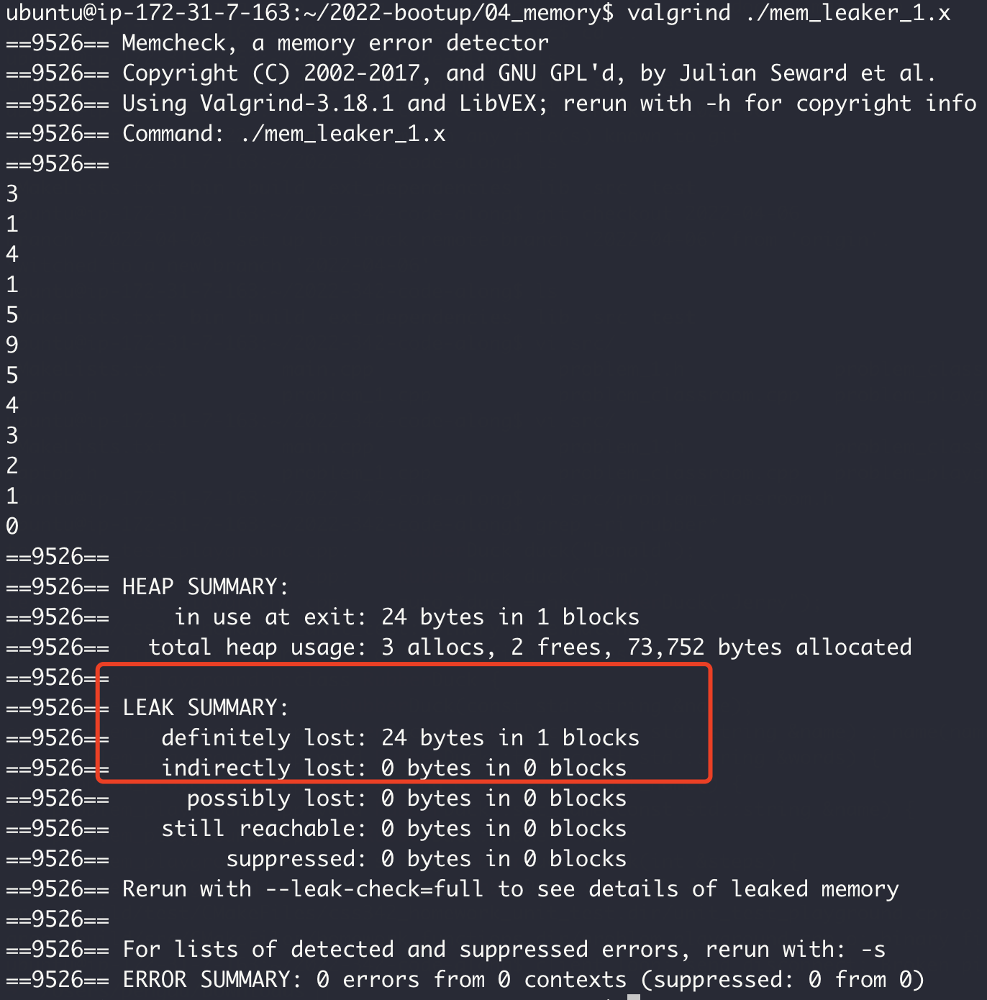 ubuntu@ip-172-31-7-163:~/2022-bootup/04_memory$ valgrind ./mem_leaker_1.x
==9526== Memcheck, a memory error detector
==9526== Copyright (C) 2002-2017, and GNU GPL'd, by Julian Seward et al.
==9526== Using Valgrind-3.18.1 and LibVEX; rerun with -h for copyright info
==9526== Command: ./mem_leaker_1.x
==9526==
3
1
4
1
5
9
5
4
3
2
1
0
==9526==
==9526== HEAP SUMMARY:
==9526==     in use at exit: 24 bytes in 1 blocks
==9526==   total heap usage: 3 allocs, 2 frees, 73,752 bytes allocated
==9526==
==9526== LEAK SUMMARY:
==9526==    definitely lost: 24 bytes in 1 blocks
==9526==    indirectly lost: 0 bytes in 0 blocks
==9526==      possibly lost: 0 bytes in 0 blocks
==9526==    still reachable: 0 bytes in 0 blocks
==9526==         suppressed: 0 bytes in 0 blocks
==9526== Rerun with --leak-check=full to see details of leaked memory
==9526==
==9526== For lists of detected and suppressed errors, rerun with: -s
==9526== ERROR SUMMARY: 0 errors from 0 contexts (suppressed: 0 from 0)